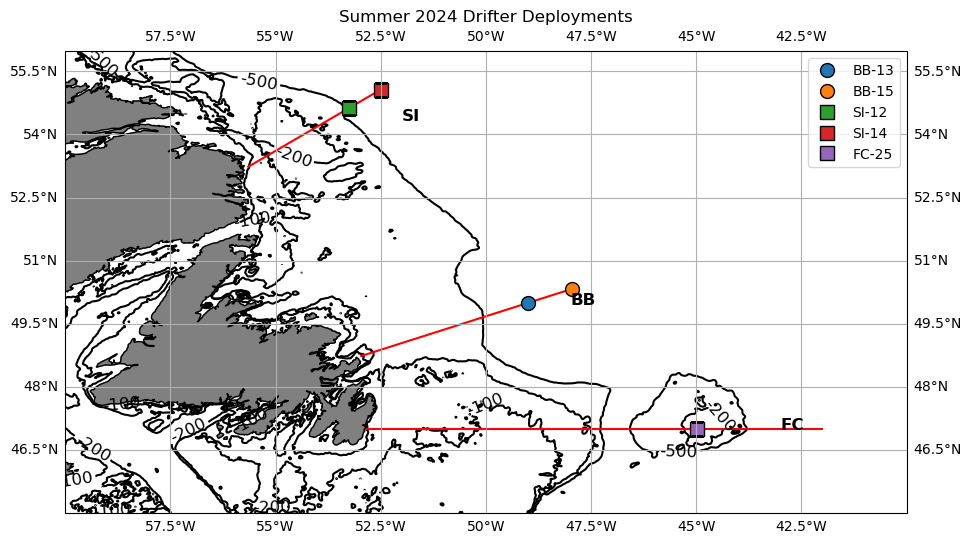 Summer 2024 Drifter Deployments
57.5°W 55°W 52.5°W 50°W 47.5°W 45°W 42.5°W
55.5°N 55.5°N
54°N 54°N
52.5°N 52.5°N
51°N 51°N
49.5°N 49.5°N
48°N 48°N
46.5°N 46.5°N
57.5°W 55°W 52.5°W 50°W 47.5°W 45°W 42.5°W
BB-13
BB-15
SI-12
SI-14
FC-25
SI
BB
FC
-500
-200
-100
-100
-200
-500
-200
-200